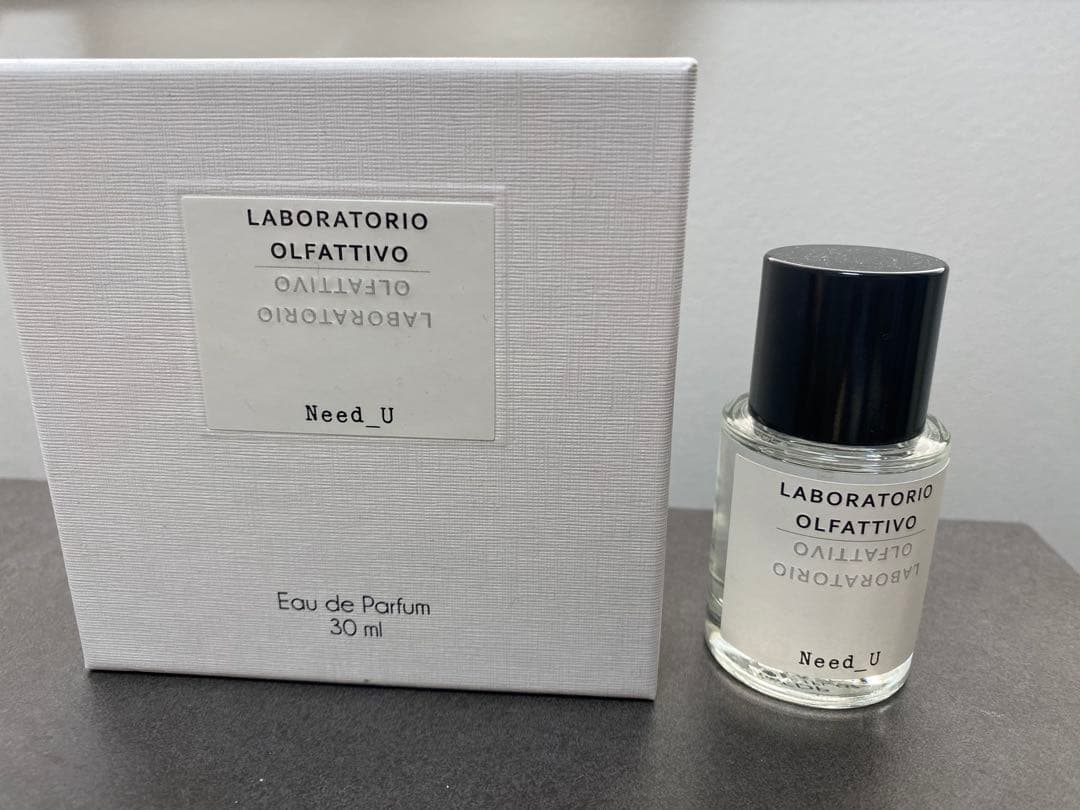 LABORATORIO
OLFATTIVO
OLFATTIVO
LABORATORIO
Need_U
Eau de Parfum
30 ml
LABORATORIO
OLFATTIVO
OLFATTIVO
LABORATORIO
Need_U